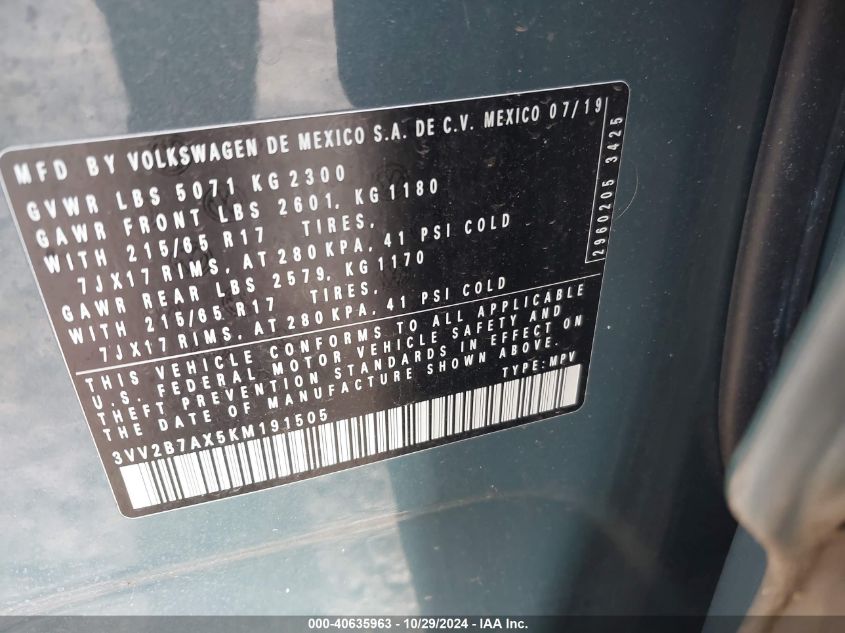 MFD BY VOLKSWAGEN DE MEXICO S.A. DE C.V. MEXICO 07/19
GVWR LBS 5071 KG 2300
GAWR FRONT LBS 2601, KG 1180
WITH 215/65 R17 TIRES,
7JX17 RIMS, AT 280 KPA, 41 PSI COLD
GAWR REAR LBS 2579, KG 1170
WITH 215/65 R17 TIRES,
7JX17 RIMS, AT 280 KPA, 41 PSI COLD
2960205 3425
THIS VEHICLE CONFORMS TO ALL APPLICABLE
U.S. FEDERAL MOTOR VEHICLE SAFETY AND
THEFT PREVENTION STANDARDS IN EFFECT ON
THE DATE OF MANUFACTURE SHOWN ABOVE.
TYPE: MPV
3VV2B7AX5KM191505
000-40635963 - 10/29/2024 - IAA Inc.